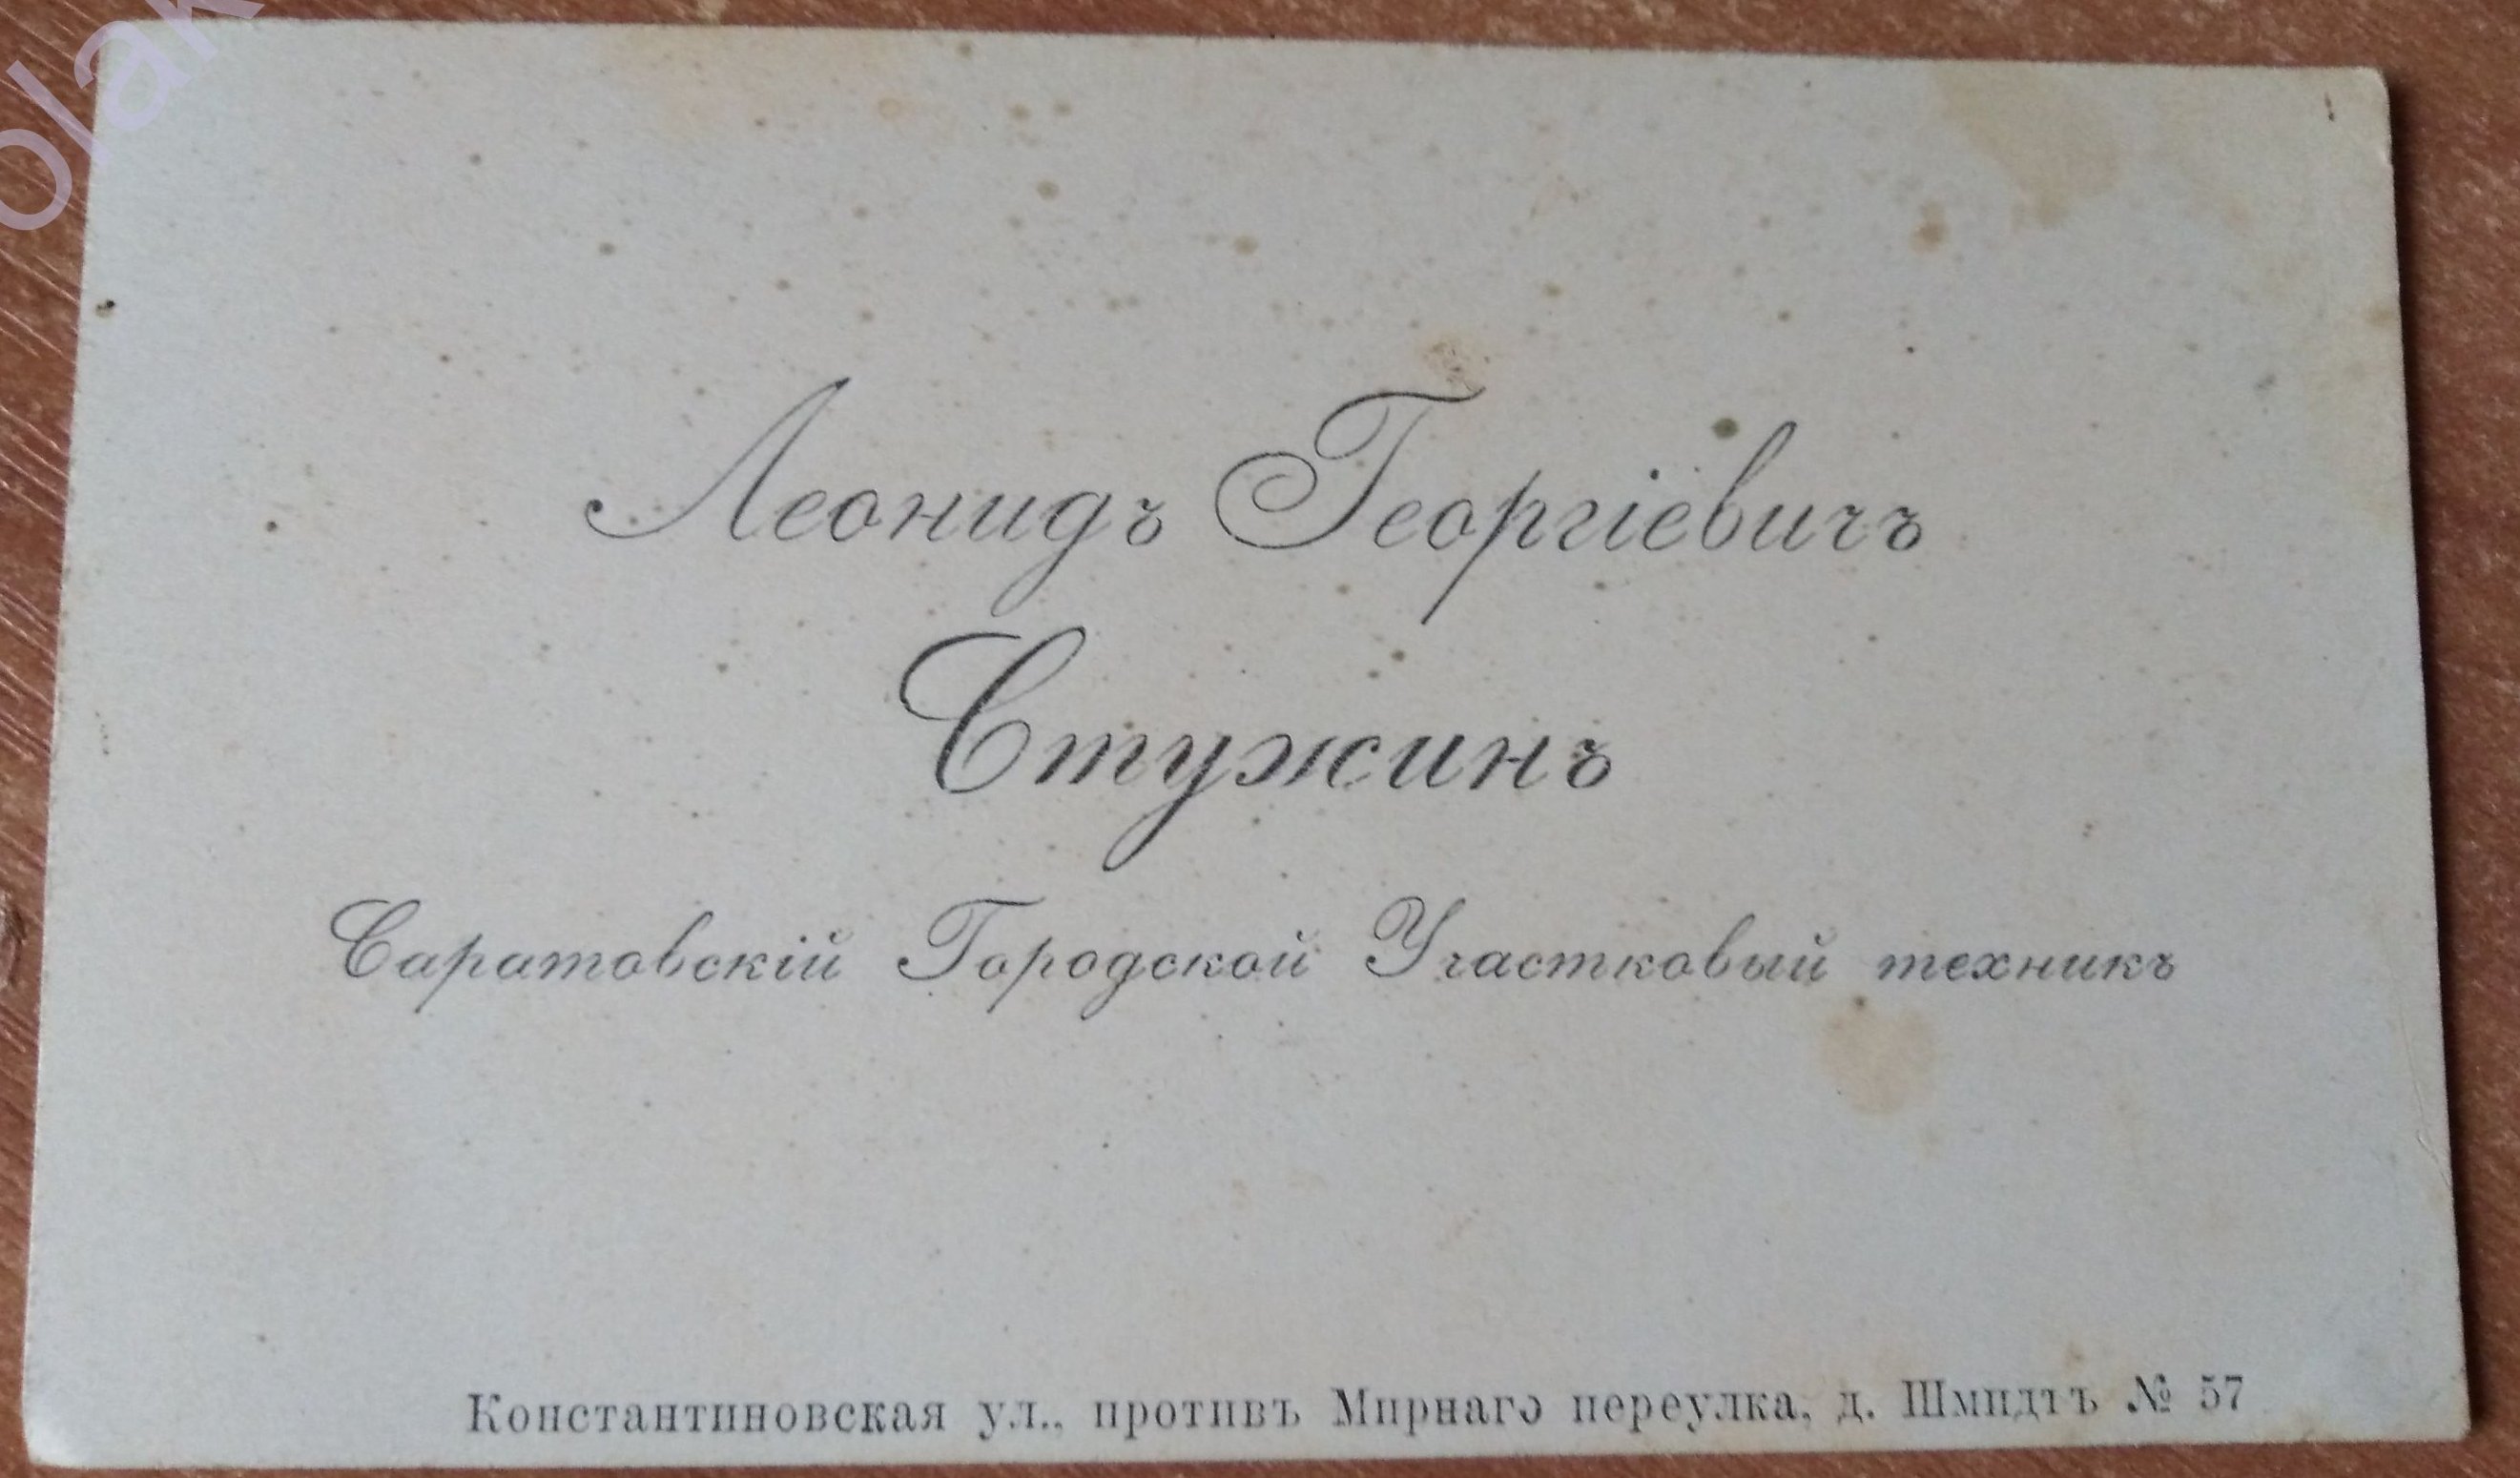 Леонидъ Георгіевичъ
Стужинъ
Саратовскій Городской Участковый техникъ
Константиновская ул., противъ Мирнаго переулка, д. Шмидтъ № 57